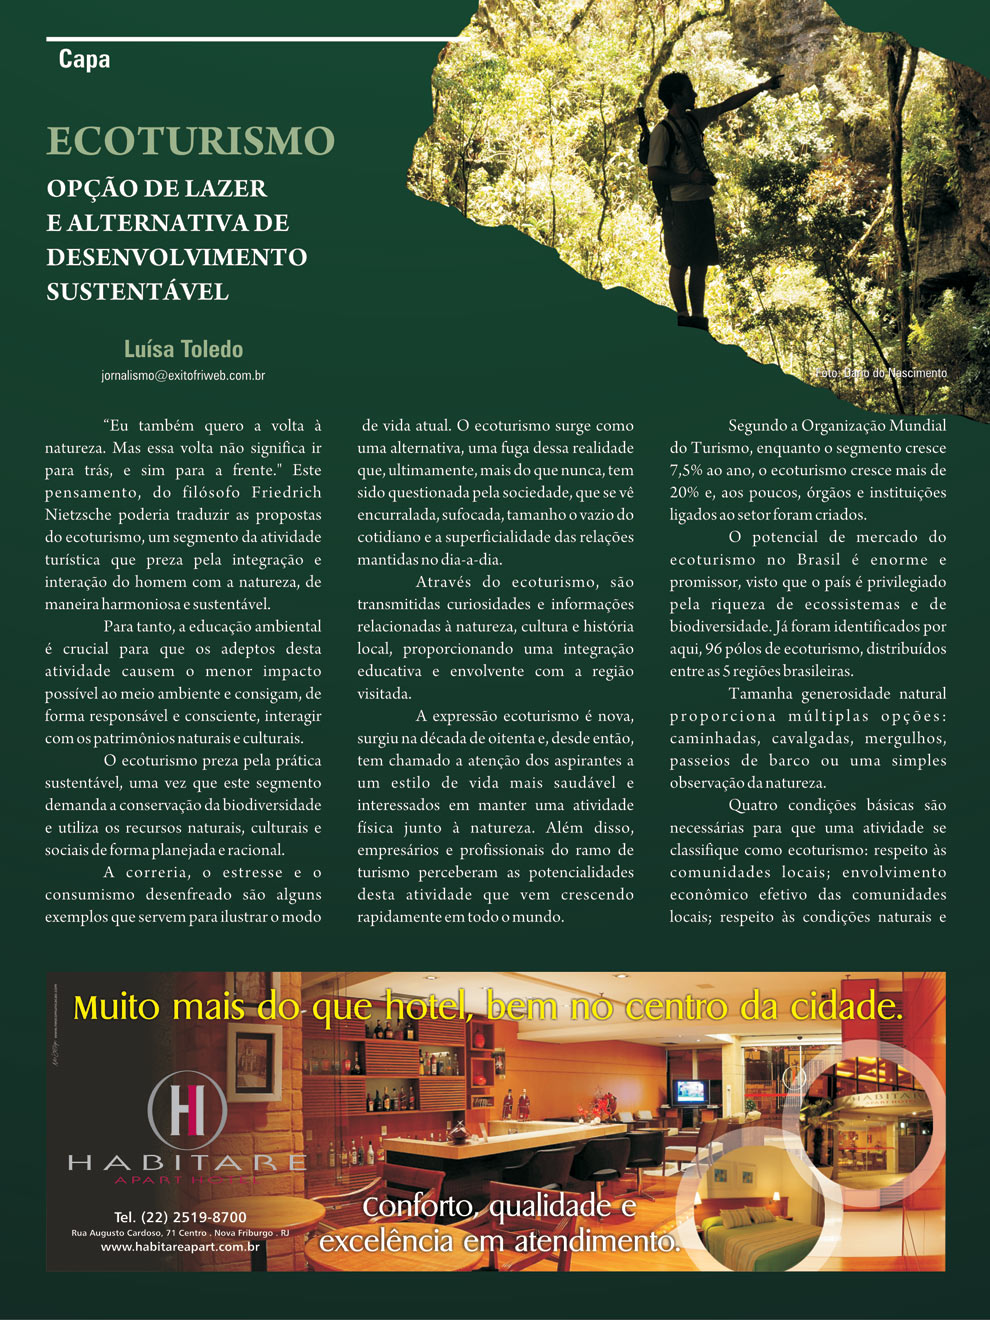 Capa
ECOTURISMO
OPÇÃO DE LAZER
E ALTERNATIVA DE
DESENVOLVIMENTO
SUSTENTÁVEL
Luísa Toledo
jornalismo@exitofriweb.com.br
Foto: Dario do Nascimento
“Eu também quero a volta à
natureza. Mas essa volta não significa ir
para trás, e sim para a frente." Este
pensamento, do filósofo Friedrich
Nietzsche poderia traduzir as propostas
do ecoturismo, um segmento da atividade
turística que preza pela integração e
interação do homem com a natureza, de
maneira harmoniosa e sustentável.
Para tanto, a educação ambiental
é crucial para que os adeptos desta
atividade causem o menor impacto
possível ao meio ambiente e consigam, de
forma responsável e consciente, interagir
com os patrimônios naturais e culturais.
O ecoturismo preza pela prática
sustentável, uma vez que este segmento
demanda a conservação da biodiversidade
e utiliza os recursos naturais, culturais e
sociais de forma planejada e racional.
A correria, o estresse e o
consumismo desenfreado são alguns
exemplos que servem para ilustrar o modo
de vida atual. O ecoturismo surge como
uma alternativa, uma fuga dessa realidade
que, ultimamente, mais do que nunca, tem
sido questionada pela sociedade, que se vê
encurralada, sufocada, tamanho o vazio do
cotidiano e a superficialidade das relações
mantidas no dia-a-dia.
Através do ecoturismo, são
transmitidas curiosidades e informações
relacionadas à natureza, cultura e história
local, proporcionando uma integração
educativa e envolvente com a região
visitada.
A expressão ecoturismo é nova,
surgiu na década de oitenta e, desde então,
tem chamado a atenção dos aspirantes a
um estilo de vida mais saudável e
interessados em manter uma atividade
física junto à natureza. Além disso,
empresários e profissionais do ramo de
turismo perceberam as potencialidades
desta atividade que vem crescendo
rapidamente em todo o mundo.
Segundo a Organização Mundial
do Turismo, enquanto o segmento cresce
7,5% ao ano, o ecoturismo cresce mais de
20% e, aos poucos, órgãos e instituições
ligados ao setor foram criados.
O potencial de mercado do
ecoturismo no Brasil é enorme e
promissor, visto que o país é privilegiado
pela riqueza de ecossistemas e de
biodiversidade. Já foram identificados por
aqui, 96 pólos de ecoturismo, distribuídos
entre as 5 regiões brasileiras.
Tamanha generosidade natural
proporciona múltiplas opções:
caminhadas, cavalgadas, mergulhos,
passeios de barco ou uma simples
observação da natureza.
Quatro condições básicas são
necessárias para que uma atividade se
classifique como ecoturismo: respeito às
comunidades locais; envolvimento
econômico efetivo das comunidades
locais; respeito às condições naturais e
Muito mais do que hotel, bem no centro da cidade.
H
HABITARE
APART HOTEL
HABITARE
APART HOTEL
Tel. (22) 2519-8700
Rua Augusto Cardoso, 71 Centro . Nova Friburgo . RJ
www.habitareapart.com.br
Conforto, qualidade e
excelência em atendimento.